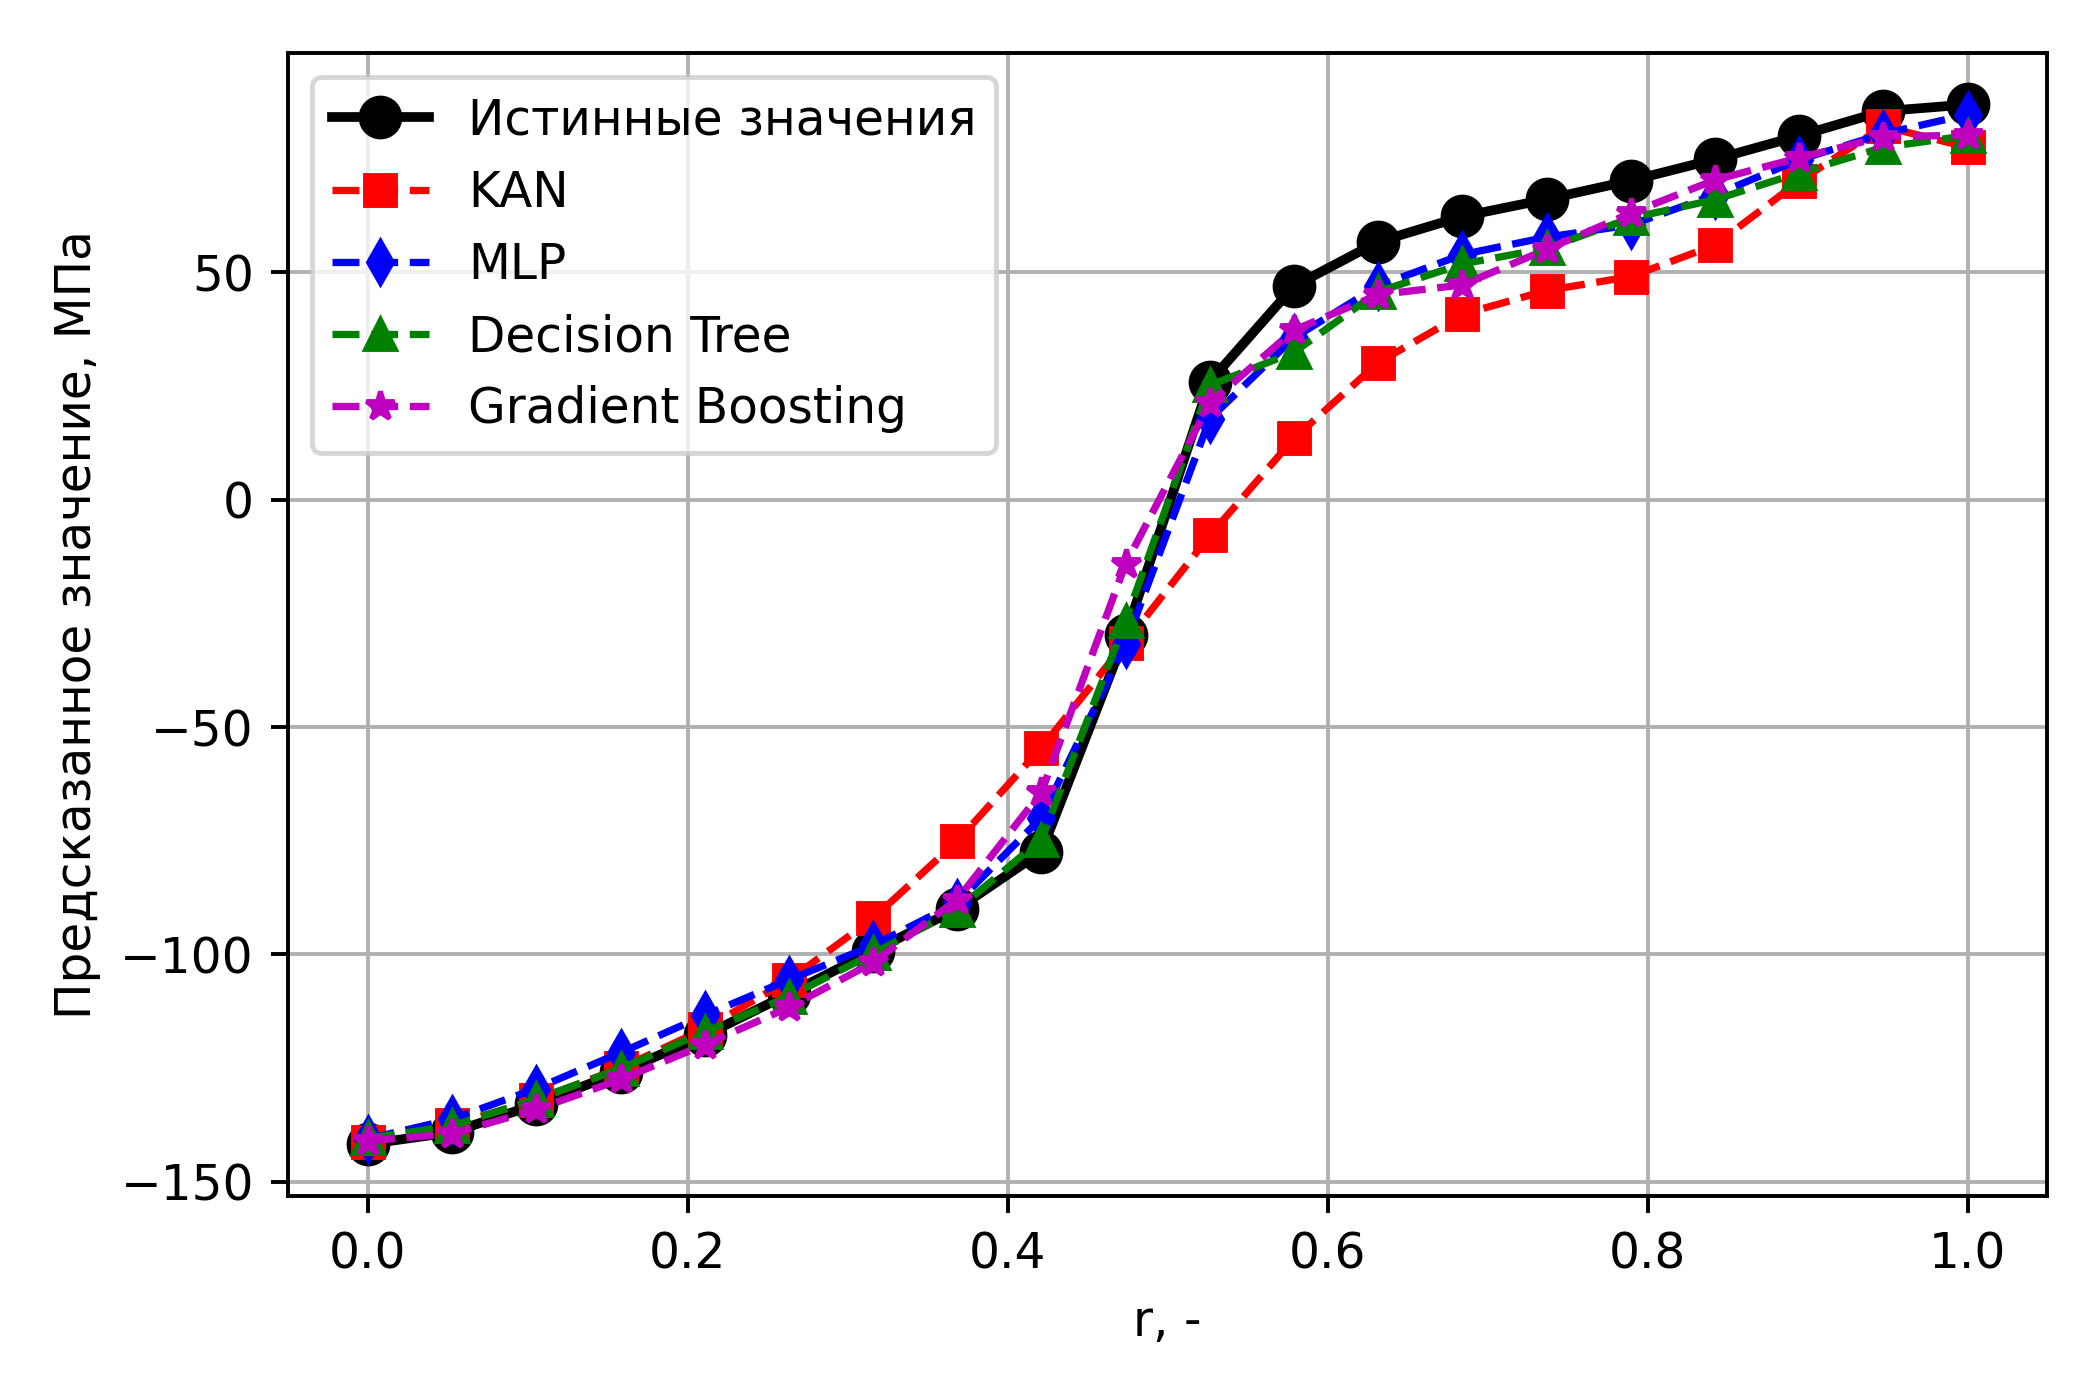 Истинные значения
KAN
MLP
Decision Tree
Gradient Boosting
Предсказанное значение, МПа
50
0
−50
−100
−150
0.0 0.2 0.4 0.6 0.8 1.0
r, -